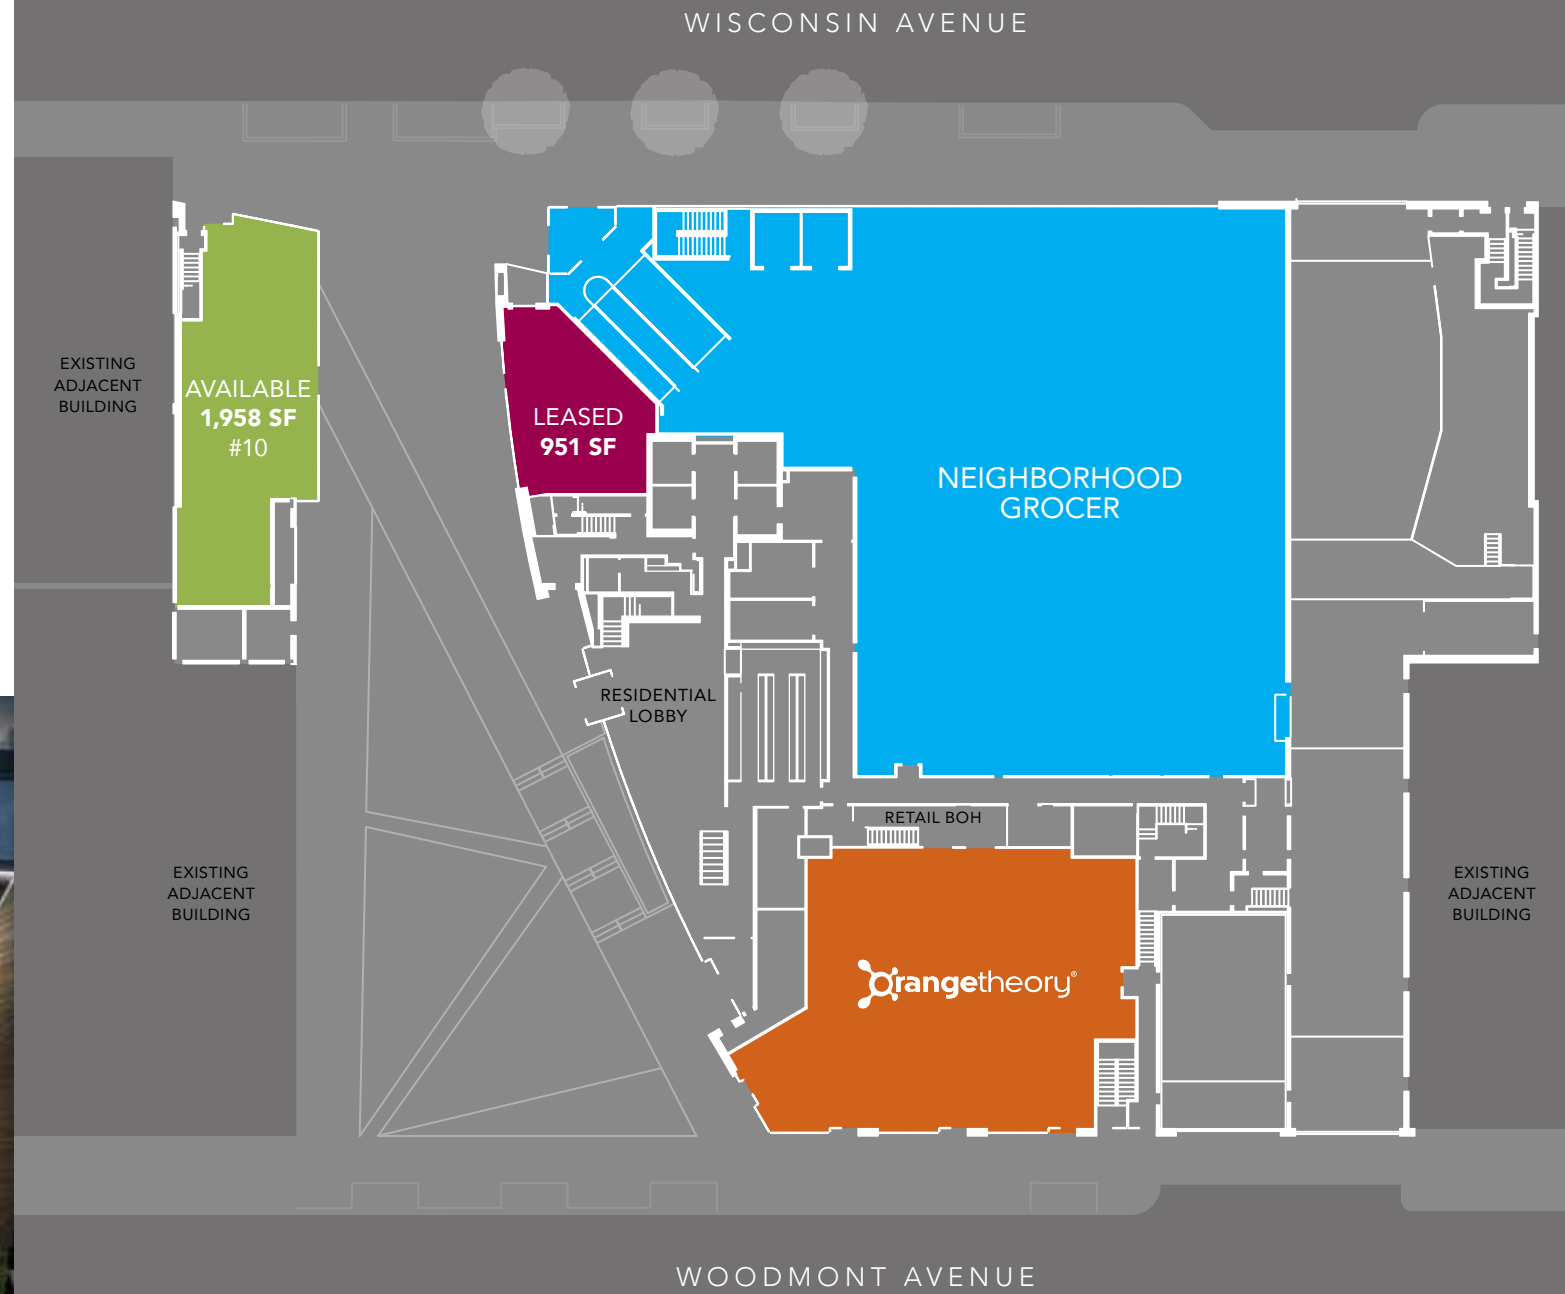 WISCONSIN AVENUE
EXISTING
ADJACENT
BUILDING
AVAILABLE
1,958 SF
#10
LEASED
951 SF
NEIGHBORHOOD
GROCER
RESIDENTIAL
LOBBY
RETAIL BOH
EXISTING
ADJACENT
BUILDING
EXISTING
ADJACENT
BUILDING
Orangetheory®
WOODMONT AVENUE